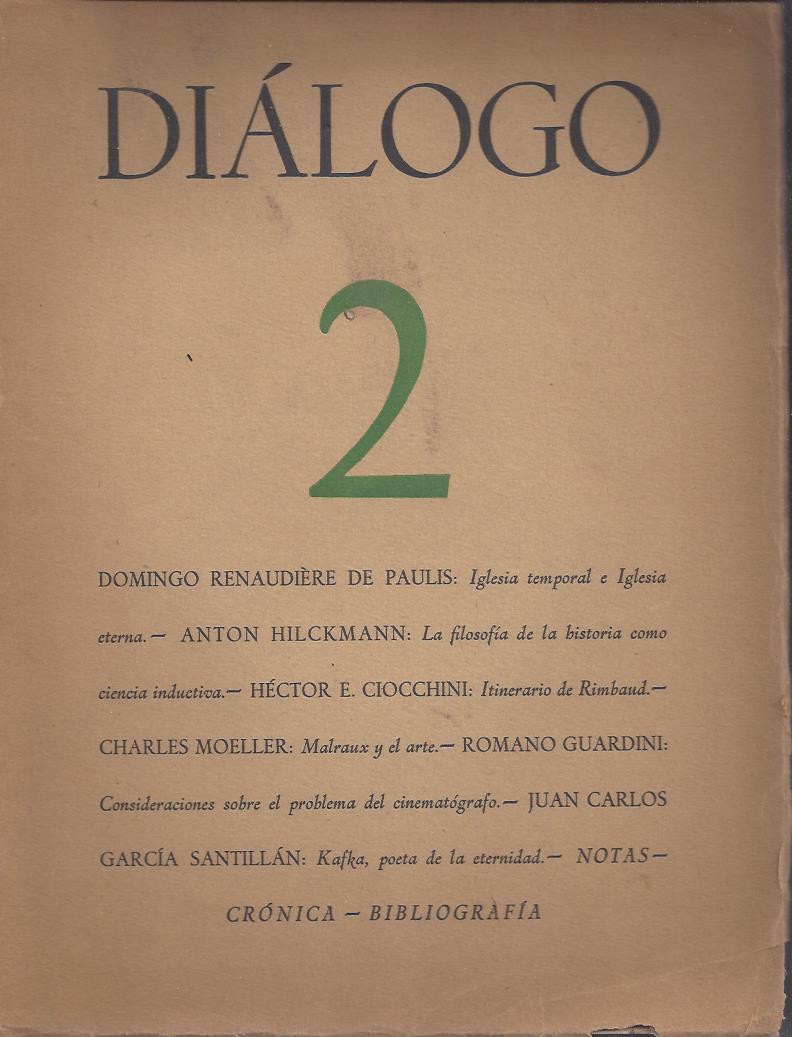 DIÁLOGO
2
DOMINGO RENAUDIÈRE DE PAULIS: Iglesia temporal e Iglesia
eterna.— ANTON HILCKMANN: La filosofía de la historia como
ciencia inductiva.— HÉCTOR E. CIOCCHINI: Itinerario de Rimbaud.—
CHARLES MOELLER: Malraux y el arte.— ROMANO GUARDINI:
Consideraciones sobre el problema del cinematógrafo.— JUAN CARLOS
GARCÍA SANTILLÁN: Kafka, poeta de la eternidad.— NOTAS—
CRÓNICA — BIBLIOGRAFÍA